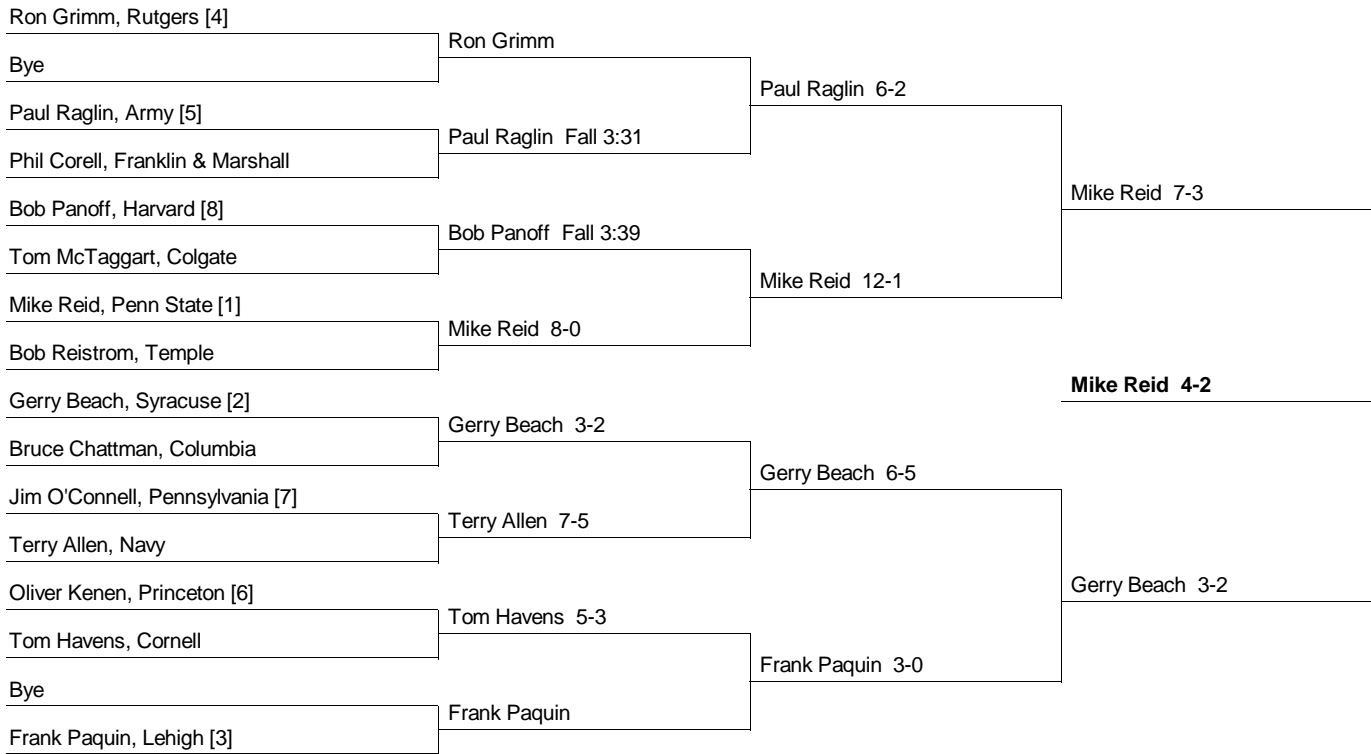 Ron Grimm, Rutgers [4]
Bye
Paul Raglin, Army [5]
Phil Corell, Franklin & Marshall
Bob Panoff, Harvard [8]
Tom McTaggart, Colgate
Mike Reid, Penn State [1]
Bob Reistrom, Temple
Gerry Beach, Syracuse [2]
Bruce Chattman, Columbia
Jim O'Connell, Pennsylvania [7]
Terry Allen, Navy
Oliver Kenen, Princeton [6]
Tom Havens, Cornell
Bye
Frank Paquin, Lehigh [3]
Ron Grimm
Paul Raglin Fall 3:31
Bob Panoff Fall 3:39
Mike Reid 8-0
Gerry Beach 3-2
Terry Allen 7-5
Tom Havens 5-3
Frank Paquin
Paul Raglin 6-2
Mike Reid 12-1
Gerry Beach 6-5
Frank Paquin 3-0
Mike Reid 7-3
Mike Reid 4-2
Gerry Beach 3-2